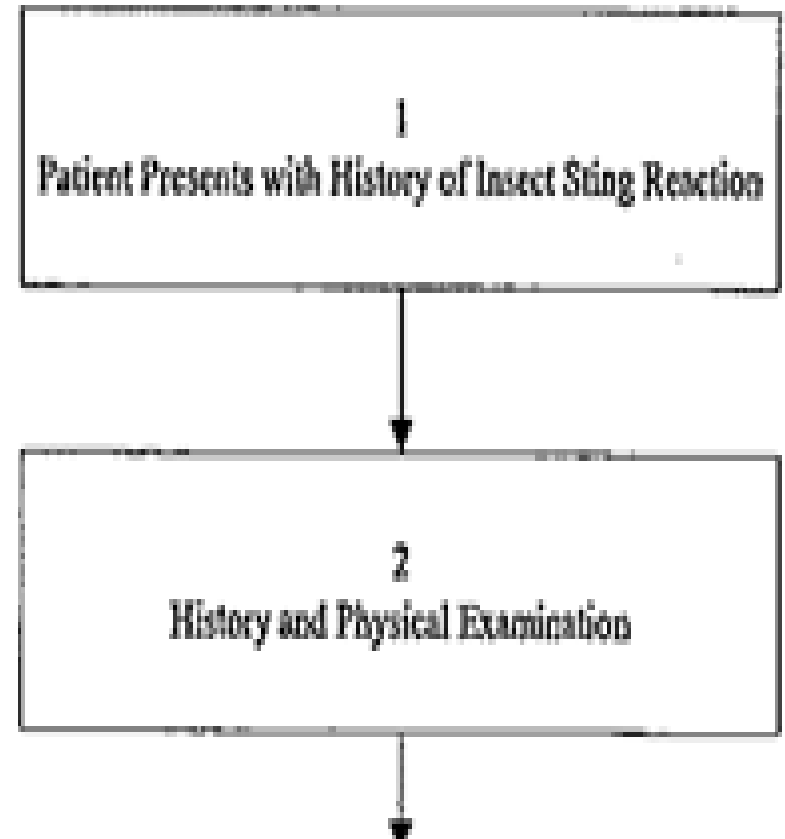 1
Patient Presents with History of Insect Sting Reaction
2
History and Physical Examination